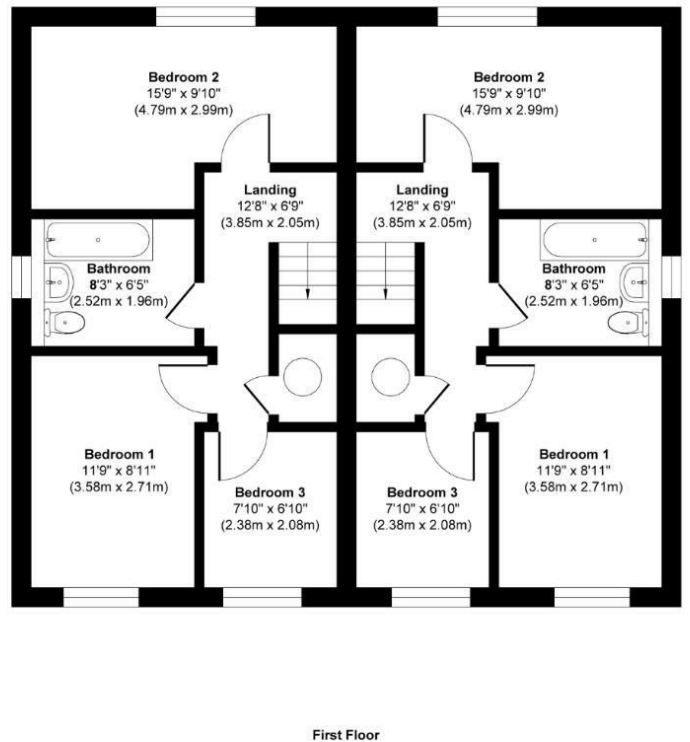 Bedroom 2
15'9" x 9'10"
(4.79m x 2.99m)
Bedroom 2
15'9" x 9'10"
(4.79m x 2.99m)
Landing
12'8" x 6'9"
(3.85m x 2.05m)
Landing
12'8" x 6'9"
(3.85m x 2.05m)
Bathroom
8'3" x 6'5"
(2.52m x 1.96m)
Bathroom
8'3" x 6'5"
(2.52m x 1.96m)
Bedroom 1
11'9" x 8'11"
(3.58m x 2.71m)
Bedroom 3
7'10" x 6'10"
(2.38m x 2.08m)
Bedroom 3
7'10" x 6'10"
(2.38m x 2.08m)
Bedroom 1
11'9" x 8'11"
(3.58m x 2.71m)
First Floor